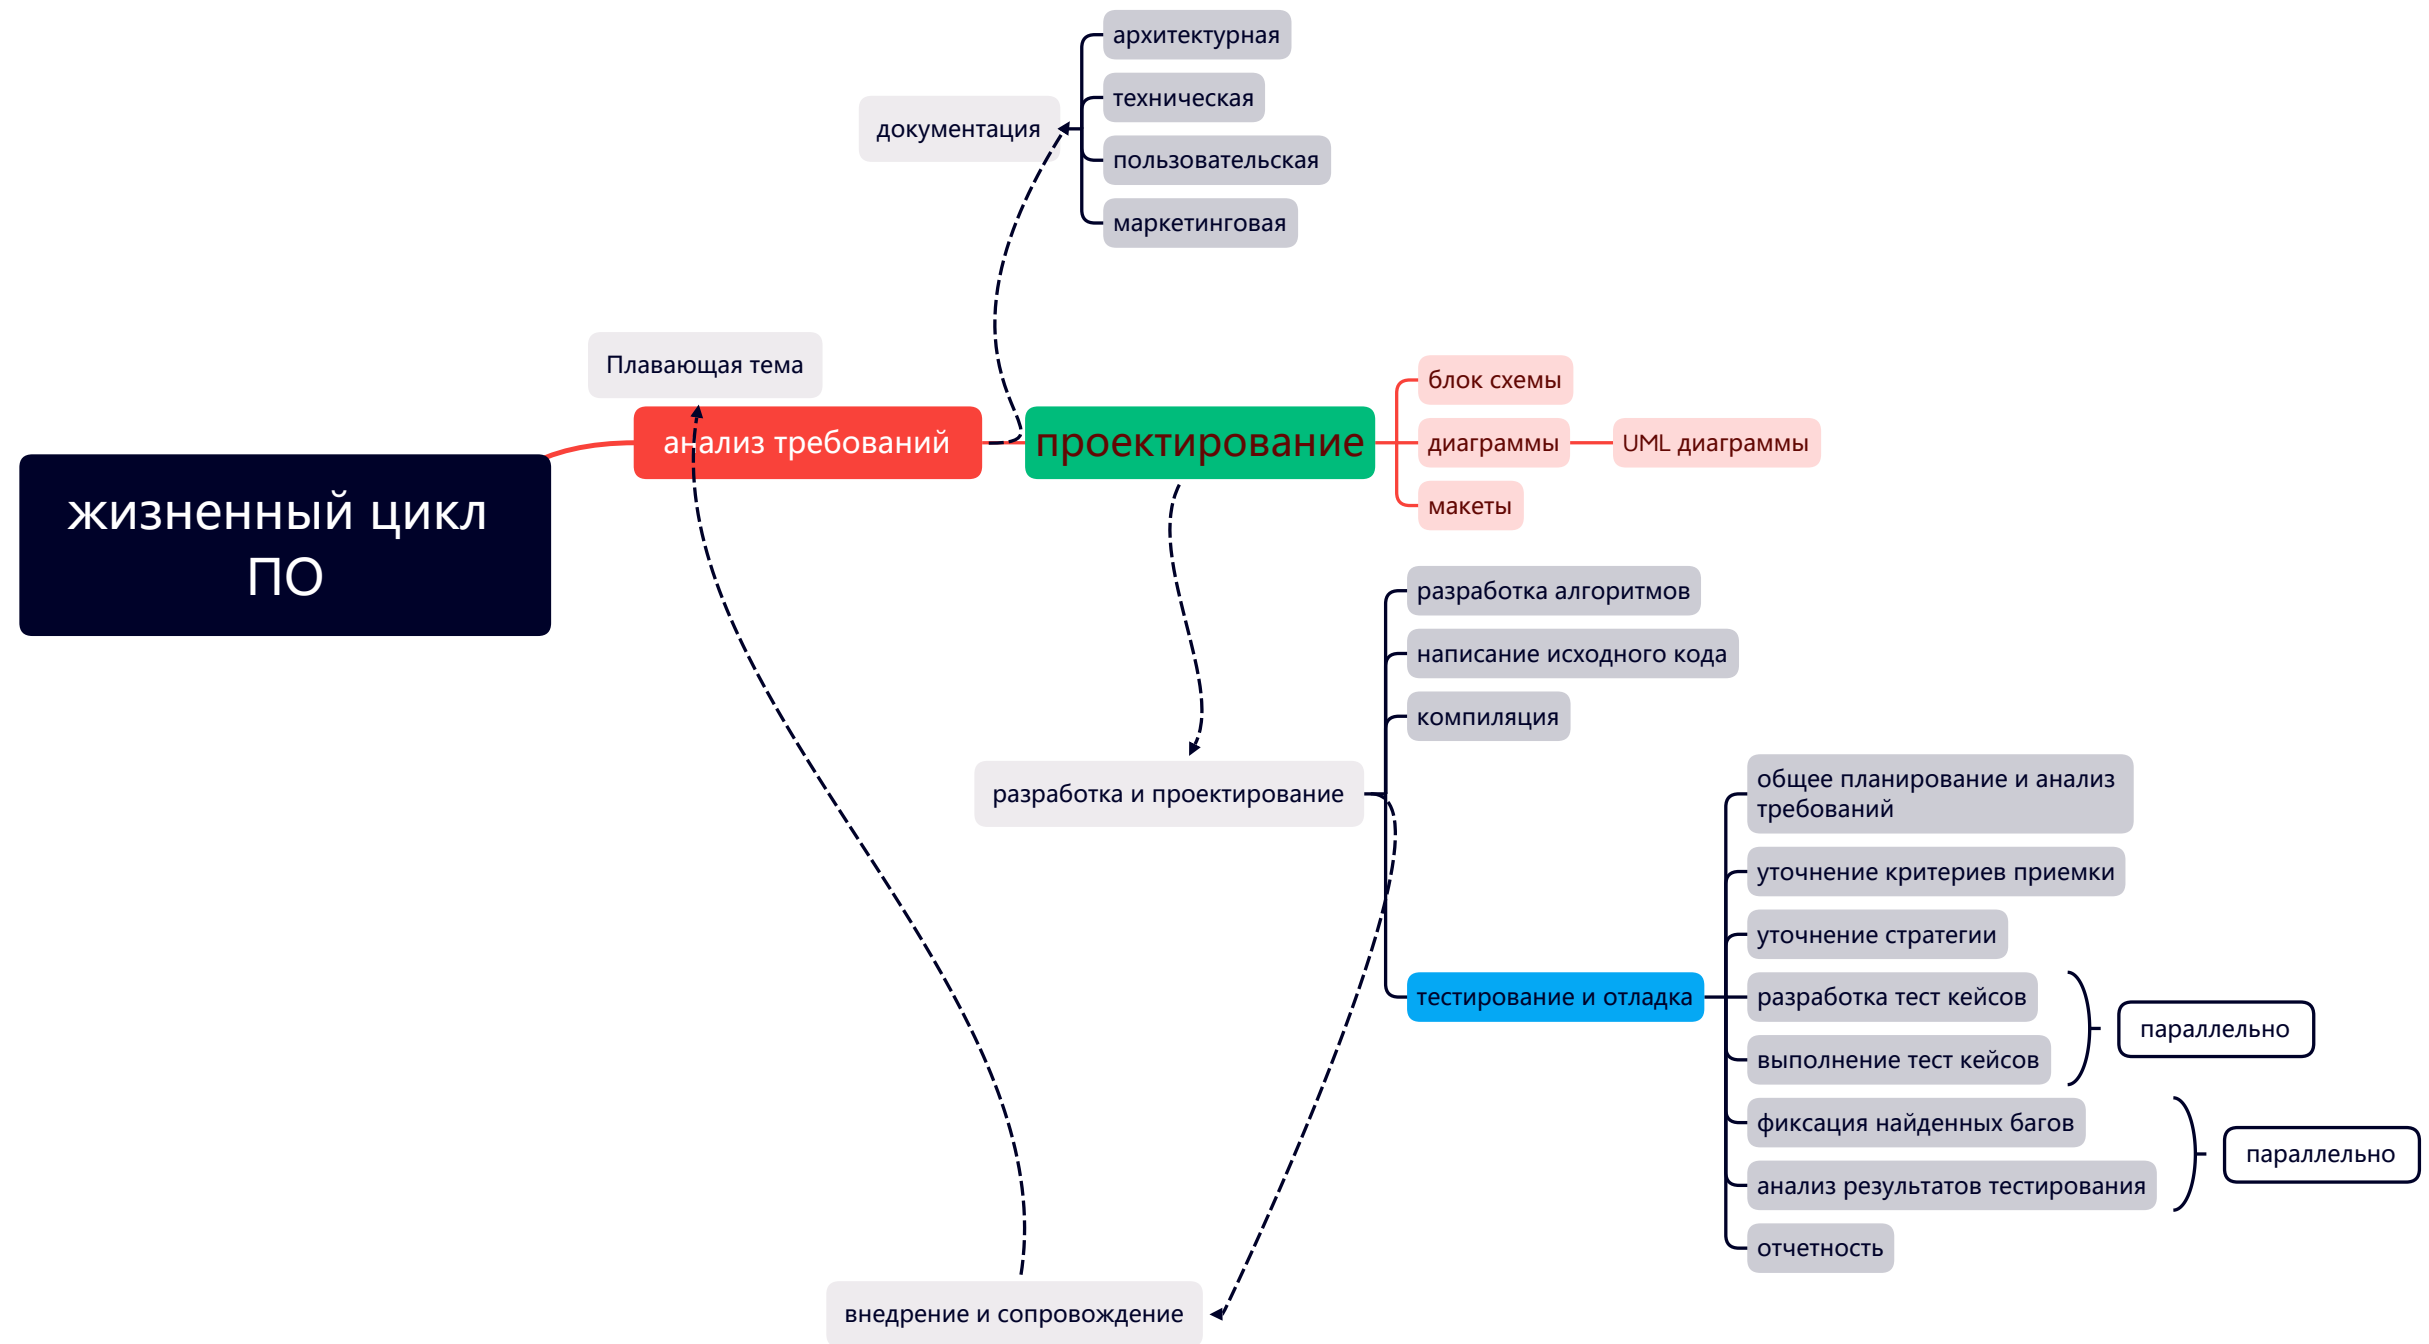 архитектурная
техническая
документация
пользовательская
маркетинговая
Плавающая тема
анализ требований
проектирование
блок схемы
диаграммы
UML диаграммы
макеты
жизненный цикл
ПО
разработка алгоритмов
написание исходного кода
компиляция
разработка и проектирование
общее планирование и анализ
требований
уточнение критериев приемки
уточнение стратегии
тестирование и отладка
разработка тест кейсов
выполнение тест кейсов
параллельно
фиксация найденных багов
анализ результатов тестирования
параллельно
отчетность
внедрение и сопровождение